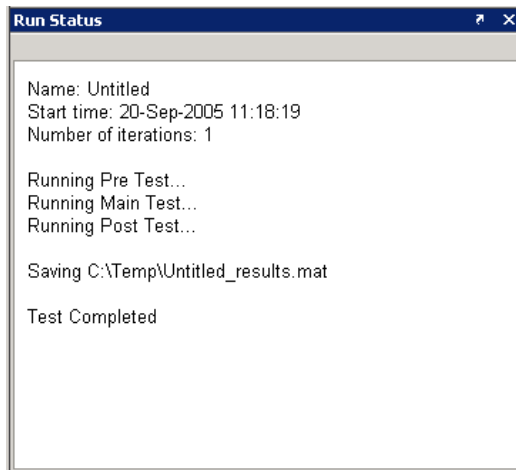 Run Status
Name: Untitled
Start time: 20-Sep-2005 11:18:19
Number of iterations: 1
Running Pre Test...
Running Main Test...
Running Post Test...
Saving C:\Temp\Untitled_results.mat
Test Completed